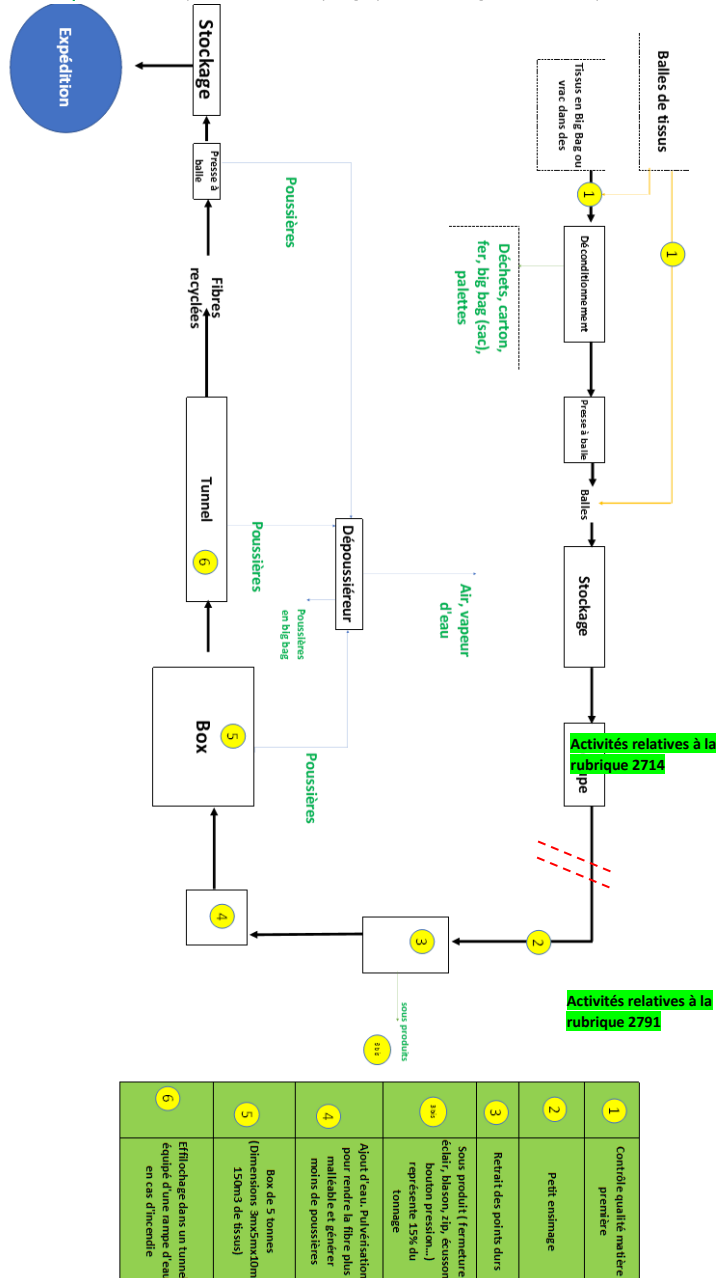 Balles de tissus
Tissus en Big Bag ou
vrac dans des
1
1
Déconditionnement
Déchets, carton,
fer, big bag (sac),
palettes
Presse à balle
Balles
Stockage
Activités relatives à la
rubrique 2714
pe
2
3
sous produits
3 bis
4
Box
5
Poussières
Tunnel
6
Poussières
Dépoussiéreur
Air, vapeur
d'eau
Poussières
en big bag
Fibres
recyclées
Presse à
balle
Poussières
Stockage
Expédition
Activités relatives à la
rubrique 2791
1
Contrôle qualité matière
première
2
Petit ensimage
3
Retrait des points durs
3 bis
Sous produit ( fermeture
éclair, blason, zip, écusson
bouton pression...)
représente 15% du
tonnage
4
Ajout d'eau. Pulvérisation
pour rendre la fibre plus
malléable et générer
moins de poussières
5
Box de 5 tonnes
(Dimensions 3mx5mx10m
150m3 de tissus)
6
Effilochage dans un tunne
équipé d'une rampe d'eau
en cas d'incendie